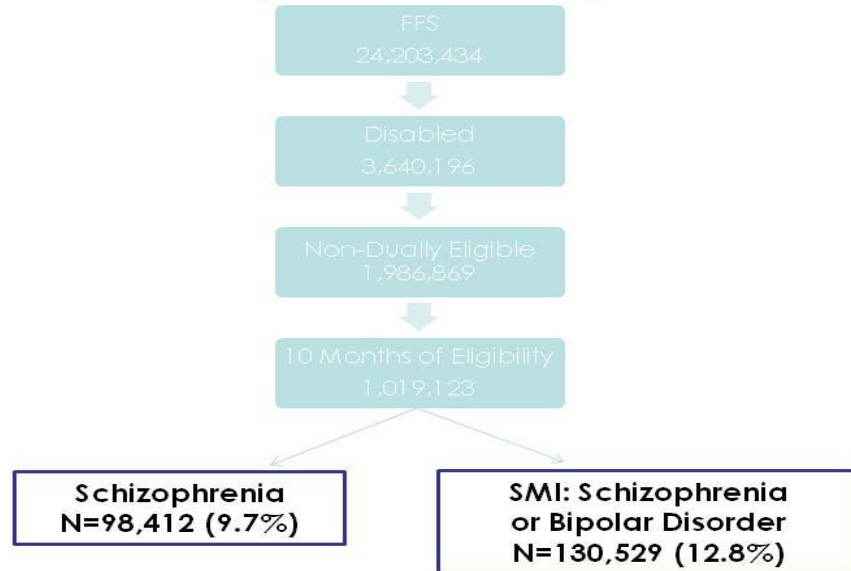 FFS
24,203,434
Disabled
3,640,196
Non-Dually Eligible
1,986,869
10 Months of Eligibility
1,019,123
Schizophrenia
N=98,412 (9.7%)
SMI: Schizophrenia
or Bipolar Disorder
N=130,529 (12.8%)